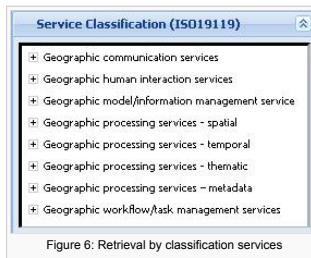 Service Classification (ISO19119)
Geographic communication services
Geographic human interaction services
Geographic model/information management service
Geographic processing services - spatial
Geographic processing services - temporal
Geographic processing services - thematic
Geographic processing services – metadata
Geographic workflow/task management services
Figure 6: Retrieval by classification services